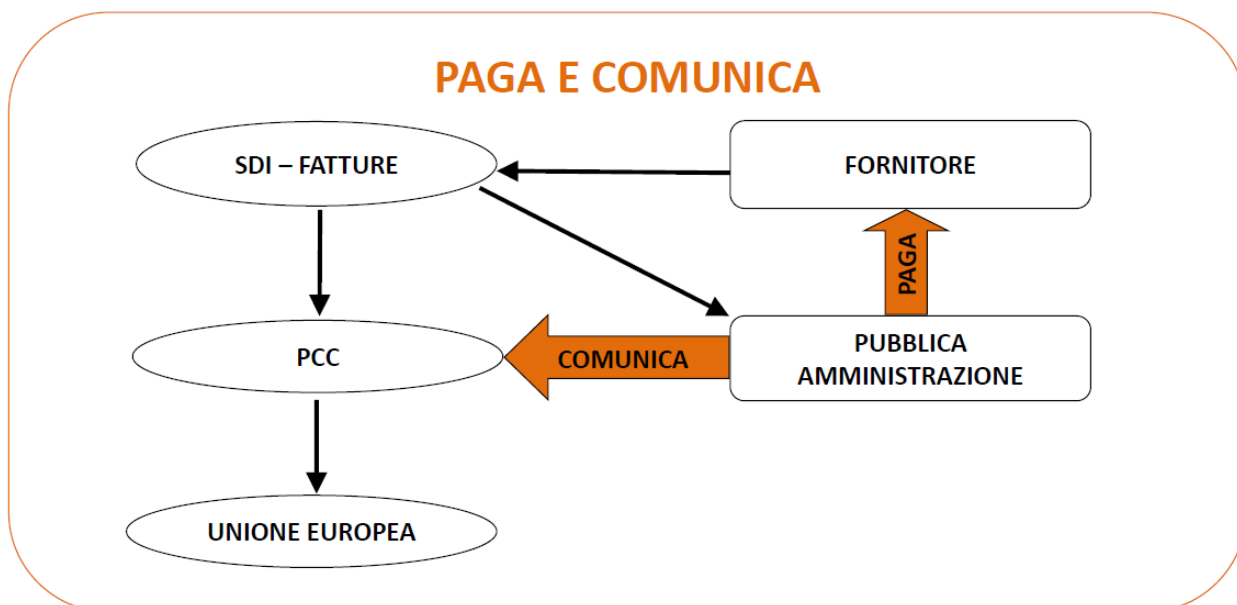 PAGA E COMUNICA
SDI – FATTURE
FORNITORE
PAGA
PCC
COMUNICA
PUBBLICA
AMMINISTRAZIONE
UNIONE EUROPEA